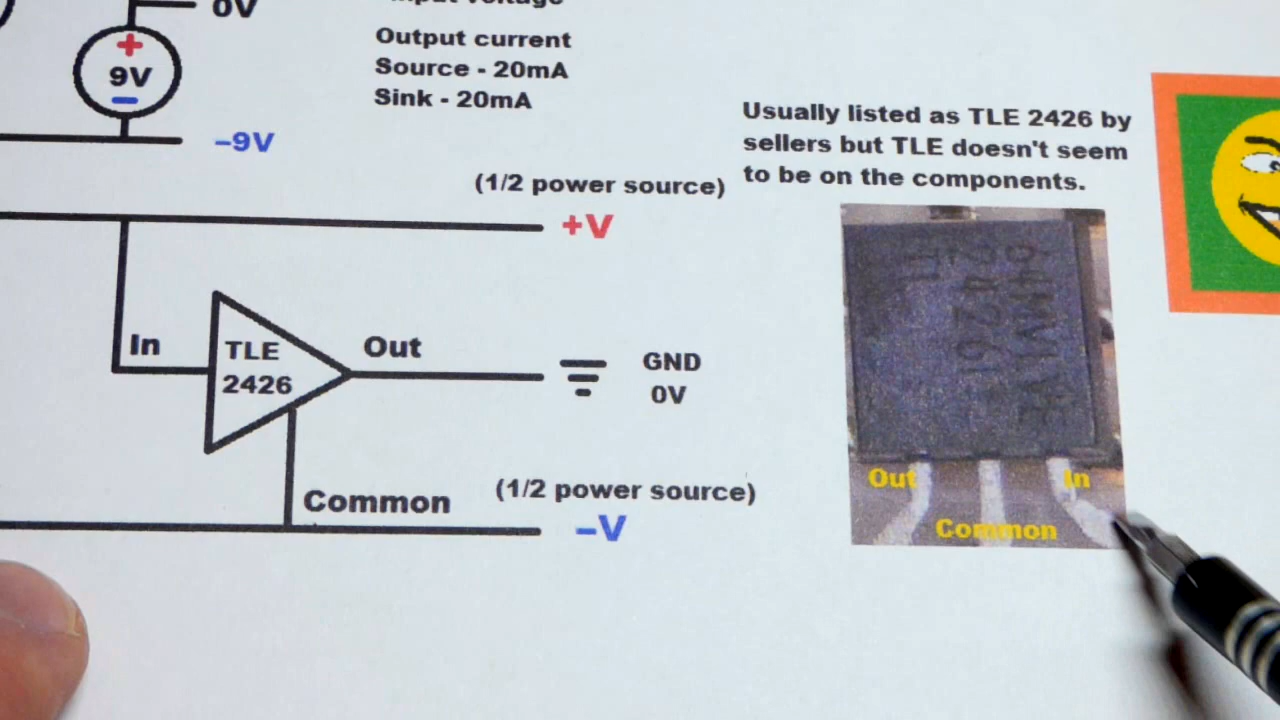 0V
+
9V
−
−9V
Output current
Source - 20mA
Sink - 20mA
Usually listed as TLE 2426 by
sellers but TLE doesn't seem
to be on the components.
(1/2 power source)
+V
In
TLE
2426
Out
GND
0V
Common
(1/2 power source)
−V
2426
Out
In
Common